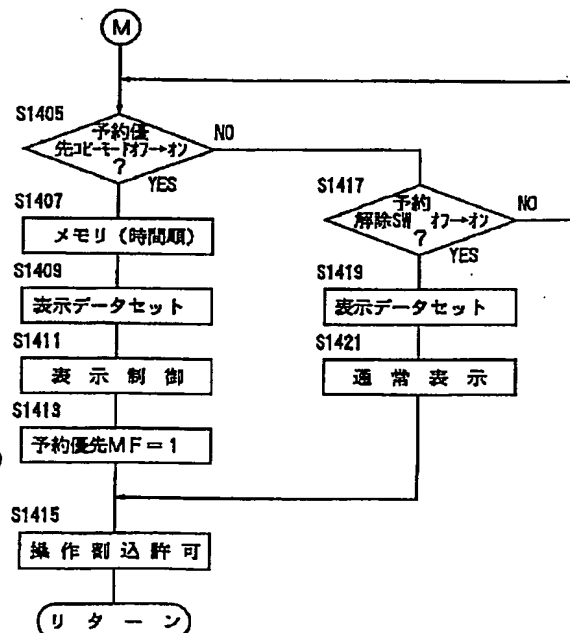 M
S1405
予約優
先コピーモードオフ→オン
?
NO
YES
S1407
メモリ（時間順）
S1409
表示データセット
S1411
表示制御
S1413
予約優先MF=1
S1415
操作割込許可
リターン
S1417
予約
解除SW オフ→オン
?
NO
YES
S1419
表示データセット
S1421
通常表示